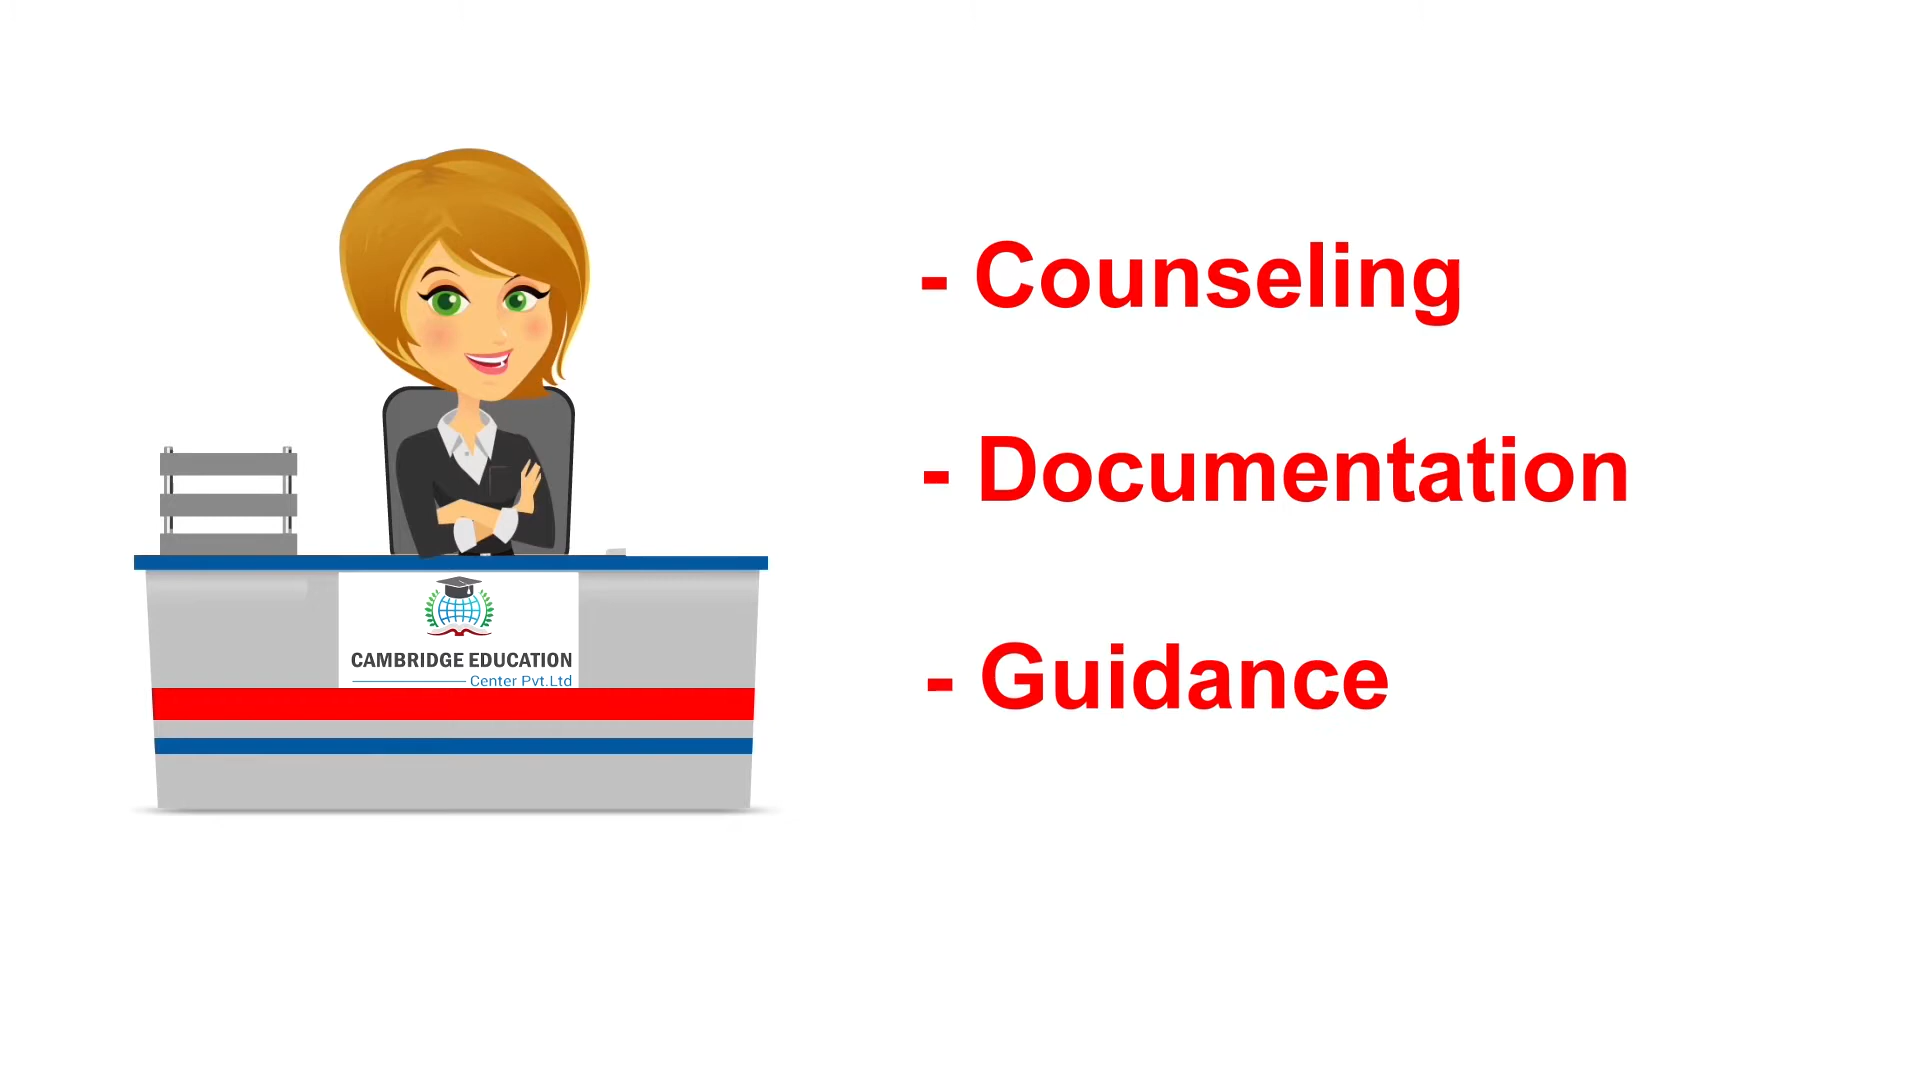 - Counseling
- Documentation
- Guidance
CAMBRIDGE EDUCATION
Center Pvt.Ltd